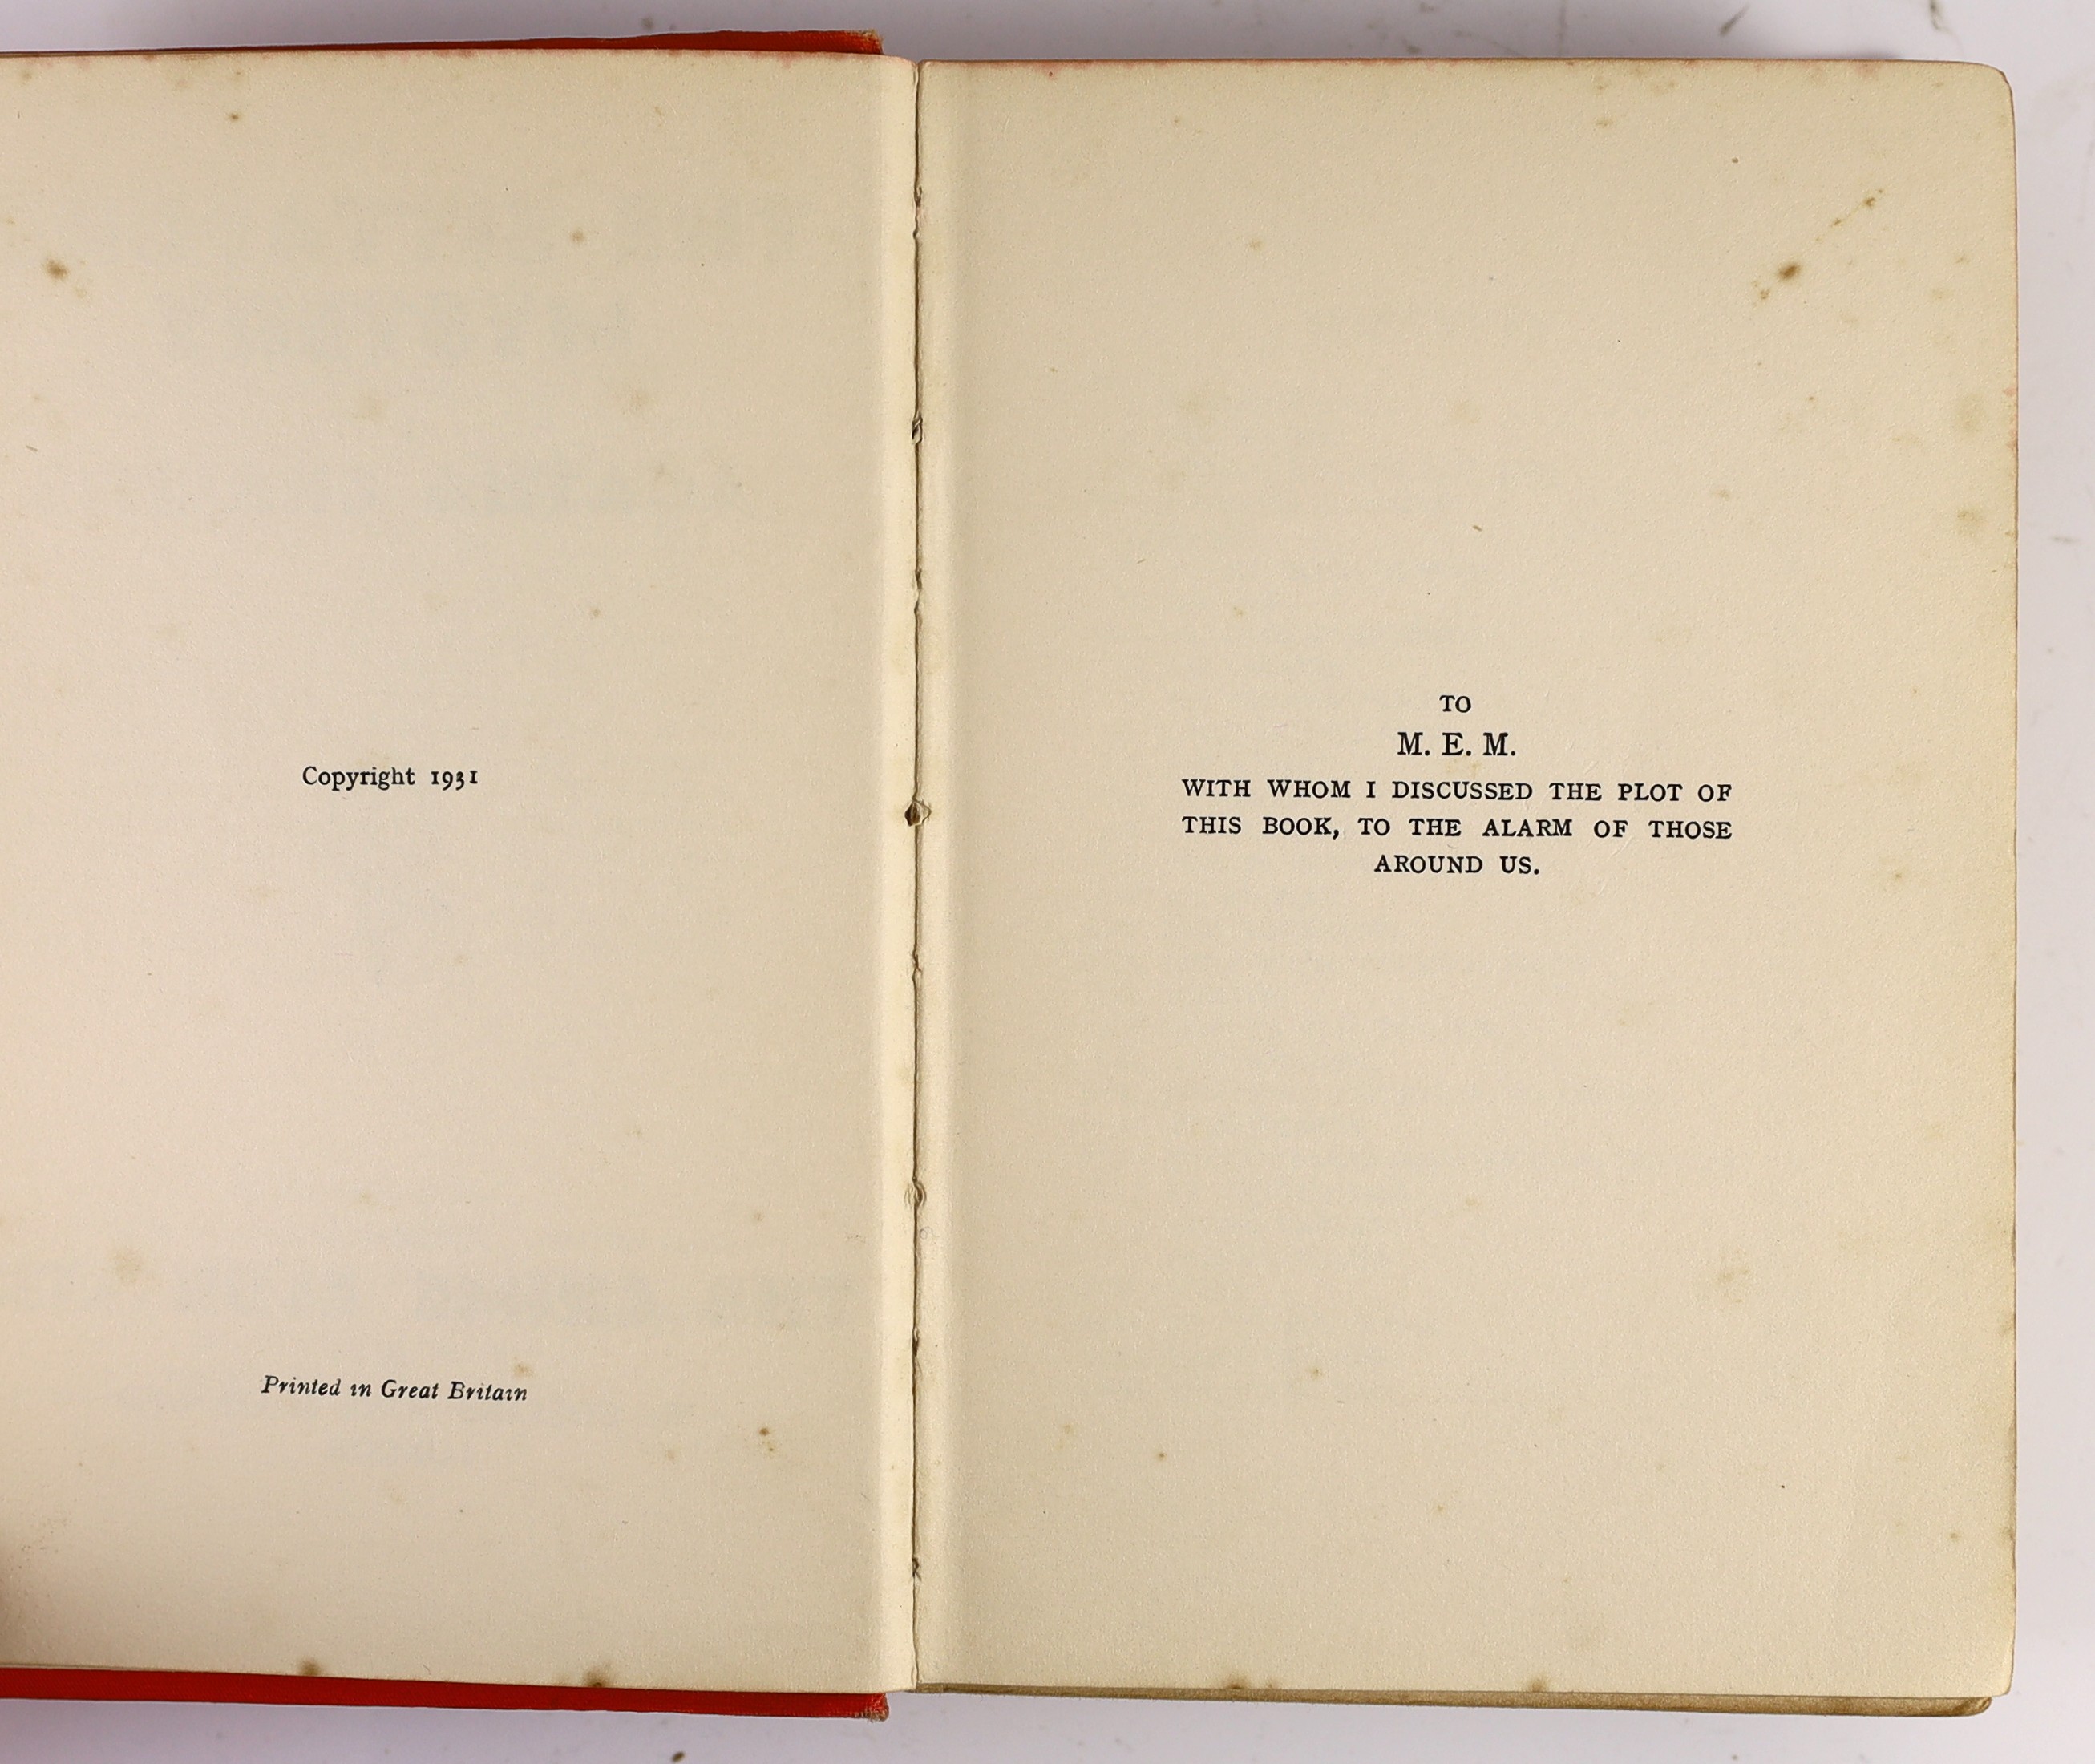 Copyright 1931
Printed in Great Britain
TO
M. E. M.
WITH WHOM I DISCUSSED THE PLOT OF
THIS BOOK, TO THE ALARM OF THOSE
AROUND US.